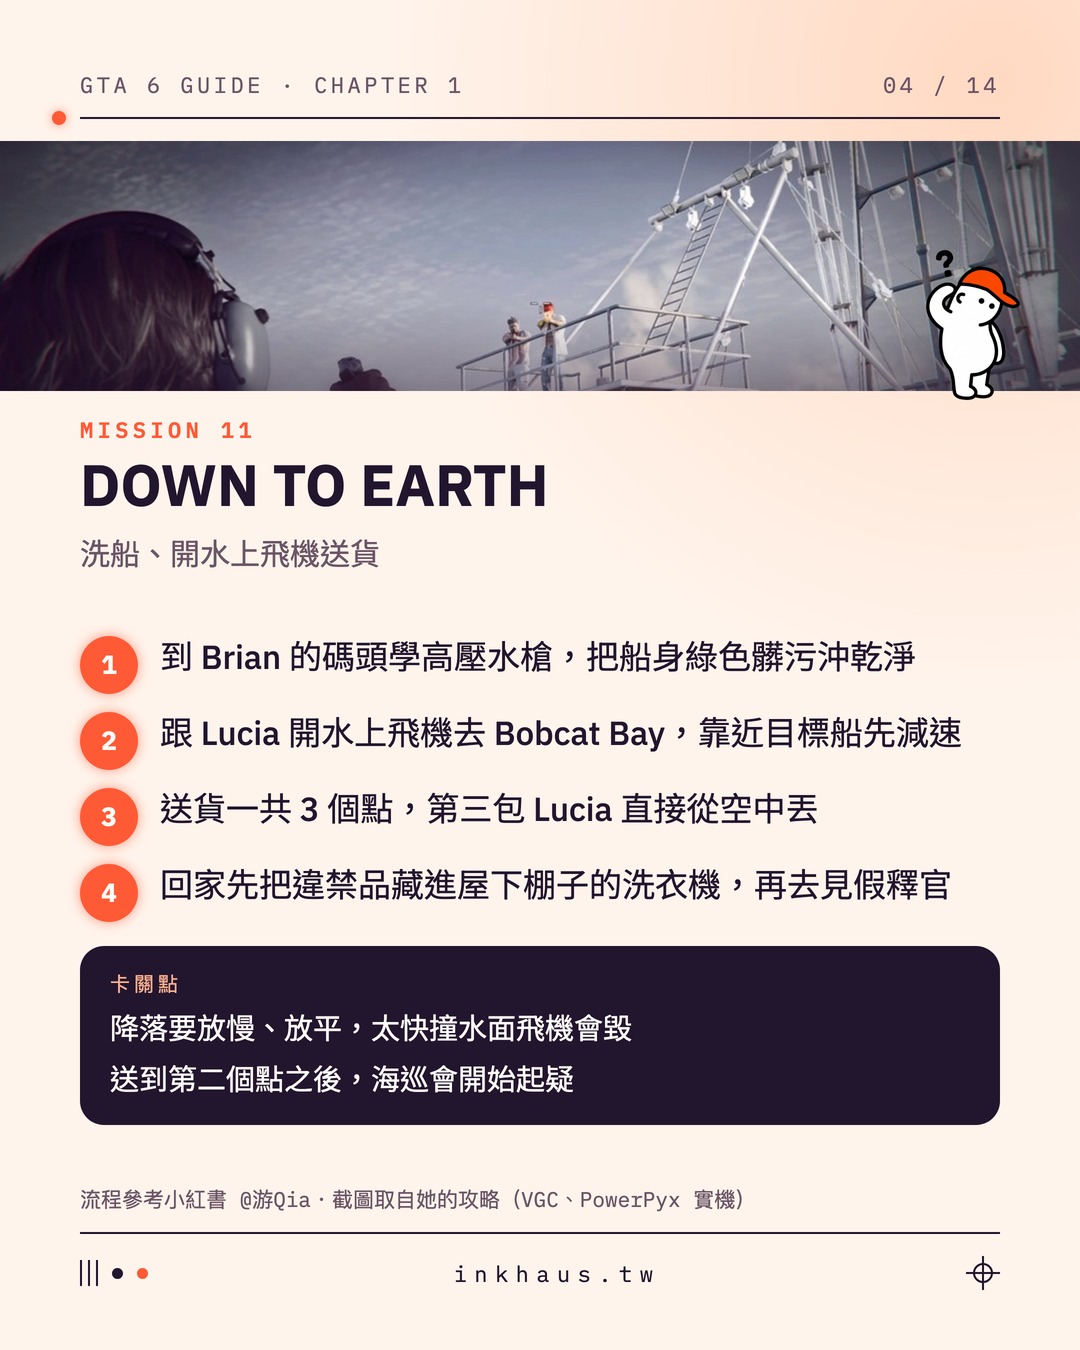 GTA 6 GUIDE · CHAPTER 1
04 / 14
?
MISSION 11
DOWN TO EARTH
洗船、開水上飛機送貨
1 到 Brian 的碼頭學高壓水槍，把船身綠色髒污沖乾淨
2 跟 Lucia 開水上飛機去 Bobcat Bay，靠近目標船先減速
3 送貨一共 3 個點，第三包 Lucia 直接從空中丟
4 回家先把違禁品藏進屋下棚子的洗衣機，再去見假釋官
卡關點
降落要放慢、放平，太快撞水面飛機會毀
送到第二個點之後，海巡會開始起疑
流程參考小紅書 @游Qia · 截圖取自她的攻略（VGC、PowerPyx 實機）
inkhaus.tw